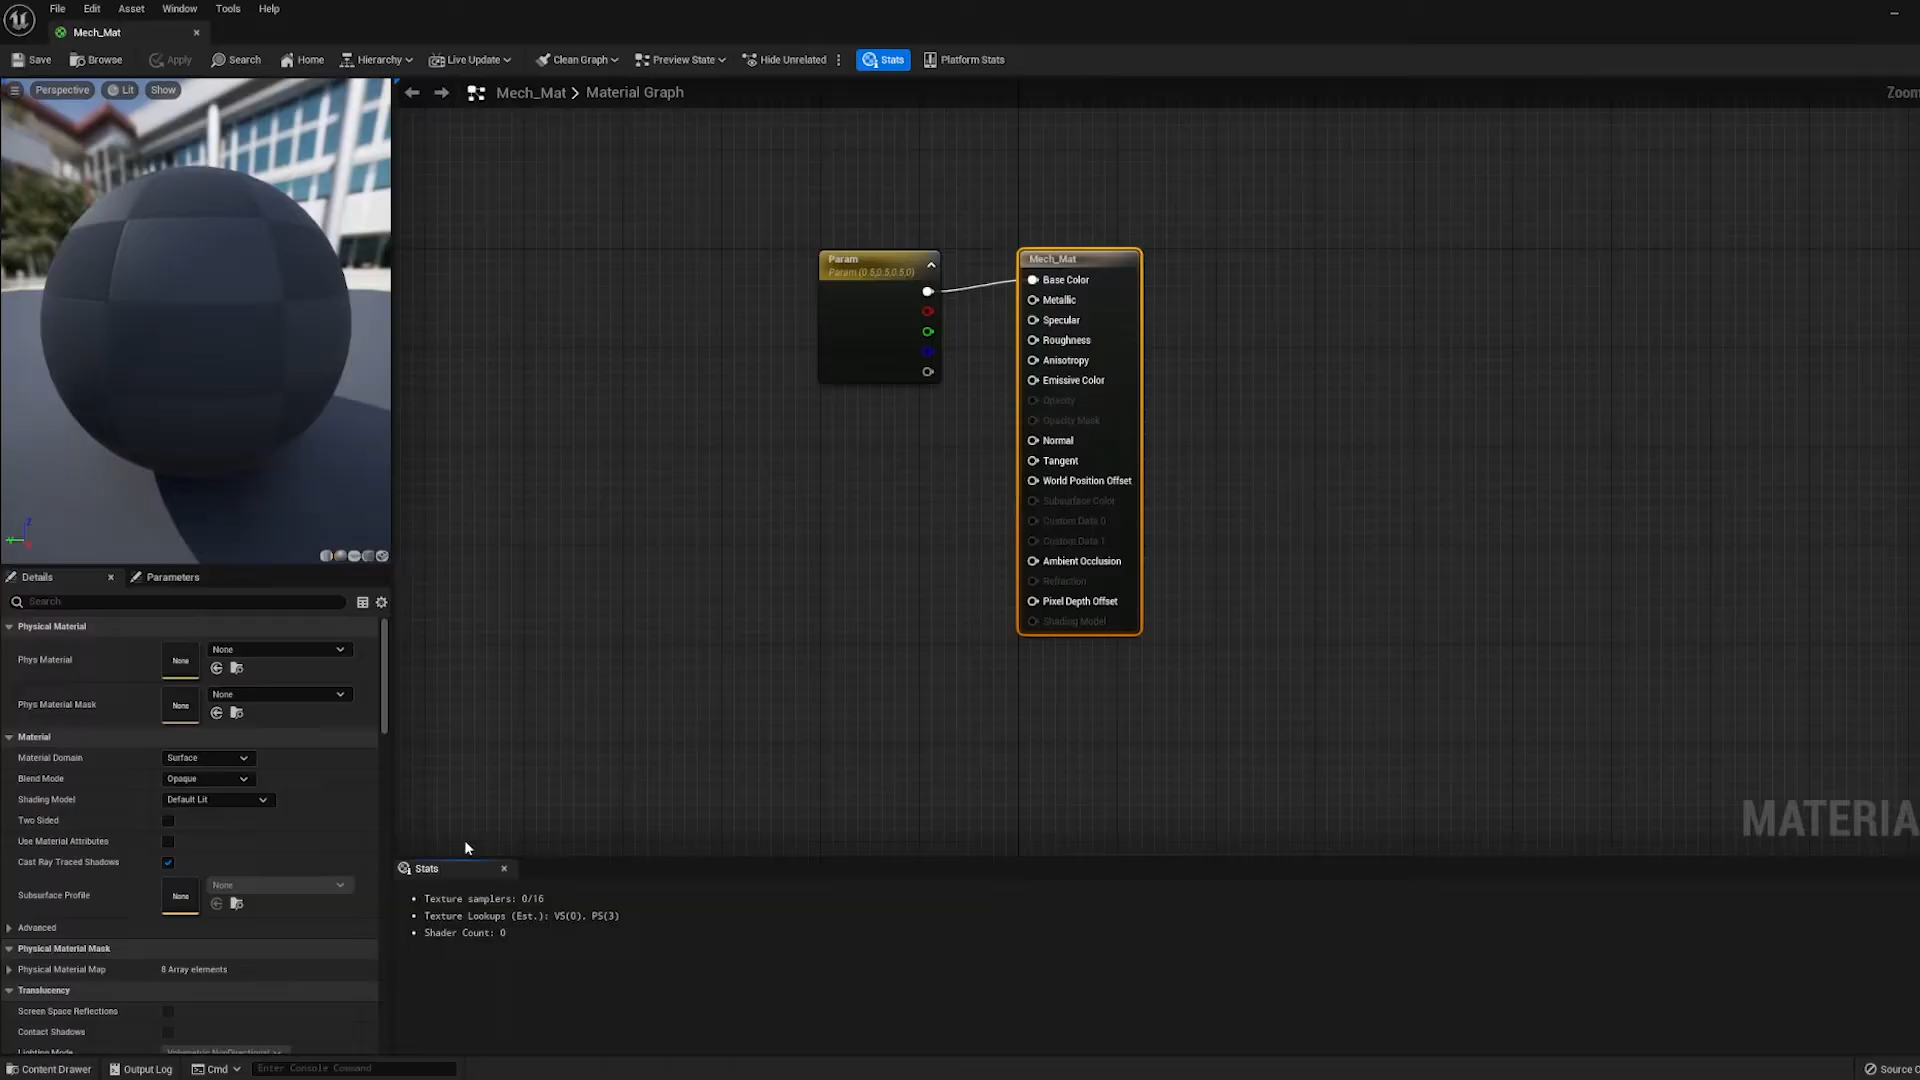 File Edit Asset Window Tools Help
Mech_Mat
Save Browse Apply Search Home Hierarchy Live Update Clean Graph Preview State Hide Unrelated Stats Platform Stats
Perspective Lit Show
Mech_Mat > Material Graph
Zoom
Param
Param (0.5,0.5,0.5,0)
Mech_Mat
Base Color
Metallic
Specular
Roughness
Anisotropy
Emissive Color
Opacity
Opacity Mask
Normal
Tangent
World Position Offset
Subsurface Color
Custom Data 0
Custom Data 1
Ambient Occlusion
Refraction
Pixel Depth Offset
Shading Model
MATERIA
Details Parameters
Search
Physical Material
Phys Material None None
Phys Material Mask None None
Material
Material Domain Surface
Blend Mode Opaque
Shading Model Default Lit
Two Sided
Use Material Attributes
Cast Ray Traced Shadows
Subsurface Profile None None
Advanced
Physical Material Mask
Physical Material Map 8 Array elements
Translucency
Screen Space Reflections
Contact Shadows
Lighting Mode Volumetric NonDirectional
Stats
Texture samplers: 0/16
Texture Lookups (Est.): VS(0), PS(3)
Shader Count: 0
Content Drawer Output Log Cmd Enter Console Command
Source C